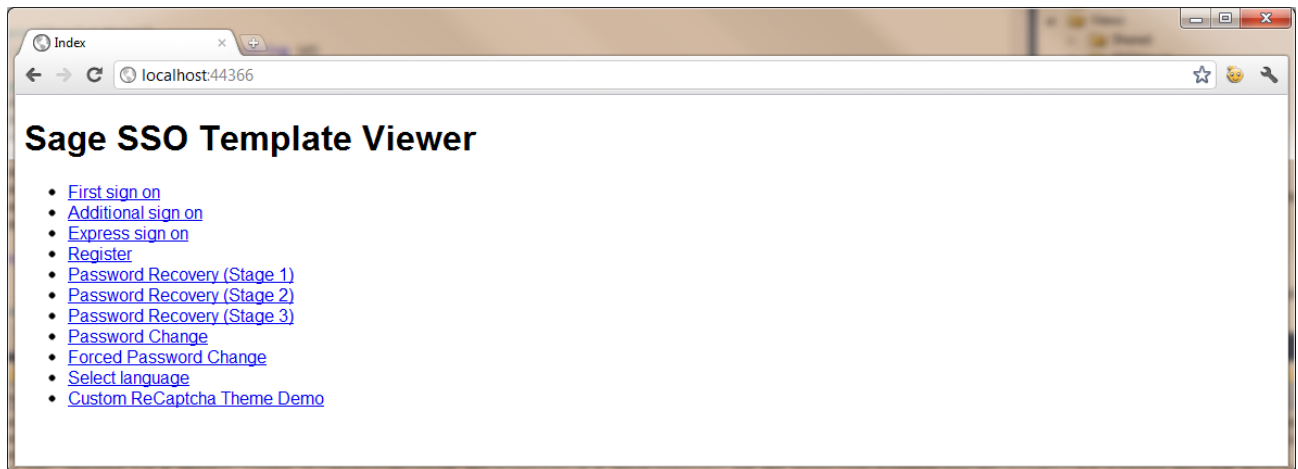 Index
localhost:44366
Sage SSO Template Viewer
First sign on
Additional sign on
Express sign on
Register
Password Recovery (Stage 1)
Password Recovery (Stage 2)
Password Recovery (Stage 3)
Password Change
Forced Password Change
Select language
Custom ReCaptcha Theme Demo